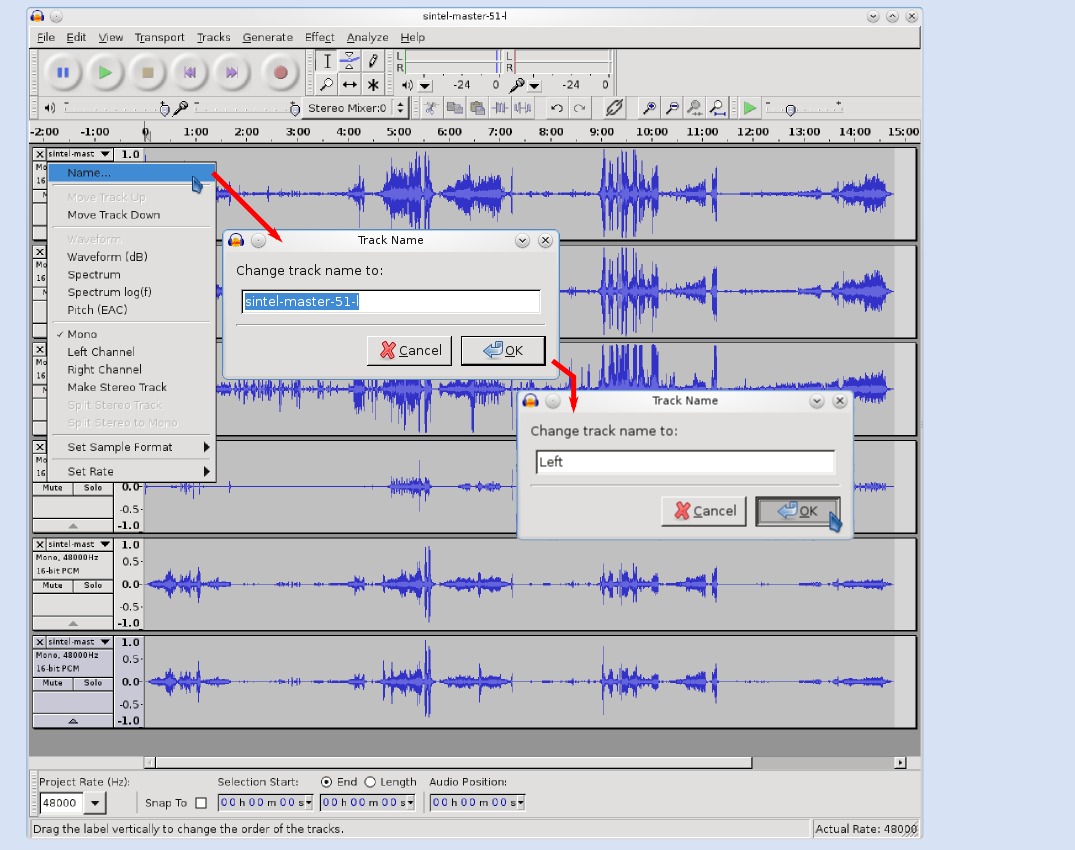 sintel-master-51-l
File Edit View Transport Tracks Generate Effect Analyze Help
L
R
L
R
-24 0 -24 0
Stereo Mixer:0
-2:00 -1:00 0 1:00 2:00 3:00 4:00 5:00 6:00 7:00 8:00 9:00 10:00 11:00 12:00 13:00 14:00 15:00
sintel-mast 1.0
Name...
Move Track Up
Move Track Down
Waveform
Waveform (dB)
Spectrum
Spectrum log(f)
Pitch (EAC)
Mono
Left Channel
Right Channel
Make Stereo Track
Split Stereo Track
Split Stereo to Mono
Set Sample Format
Set Rate
Track Name
Change track name to:
sintel-master-51-l
Cancel OK
Track Name
Change track name to:
Left
Cancel OK
Mute Solo 0.0
-0.5
-1.0
sintel-mast 1.0
Mono, 48000Hz
16-bit PCM
Mute Solo 0.0
-0.5
-1.0
sintel-mast 1.0
Mono, 48000Hz 0.5
16-bit PCM
Mute Solo 0.0
-0.5
-1.0
Project Rate (Hz): Selection Start: End Length Audio Position:
48000 Snap To 00 h 00 m 00 s 00 h 00 m 00 s 00 h 00 m 00 s
Drag the label vertically to change the order of the tracks. Actual Rate: 48000